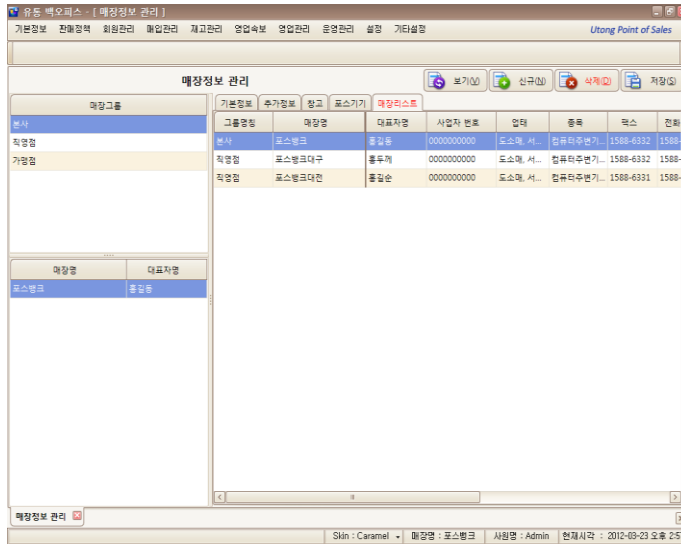 유통 백오피스 - [ 매장정보 관리 ]
기본정보 판매정책 회원관리 매입관리 재고관리 영업속보 영업관리 운영관리 설정 기타설정 Utong Point of Sales
매장정보 관리 보기(V) 신규(N) 삭제(D) 저장(S)
매장그룹
본사
직영점
가맹점
매장명 대표자명
포스뱅크 홍길동
기본정보 추가정보 창고 포스기기 매장리스트
그룹명칭 매장명 대표자명 사업자 번호 업태 종목 팩스 전화
본사 포스뱅크 홍길동 0000000000 도소매, 서... 컴퓨터주변기... 1588-6332 1588-
직영점 포스뱅크대구 홍두께 0000000000 도소매, 서... 컴퓨터주변기... 1588-6332 1588-
직영점 포스뱅크대전 홍길순 0000000000 도소매, 서... 컴퓨터주변기... 1588-6331 1588-
매장정보 관리
Skin : Caramel 매장명 : 포스뱅크 사원명 : Admin 현재시각 : 2012-03-23 오후 2:5